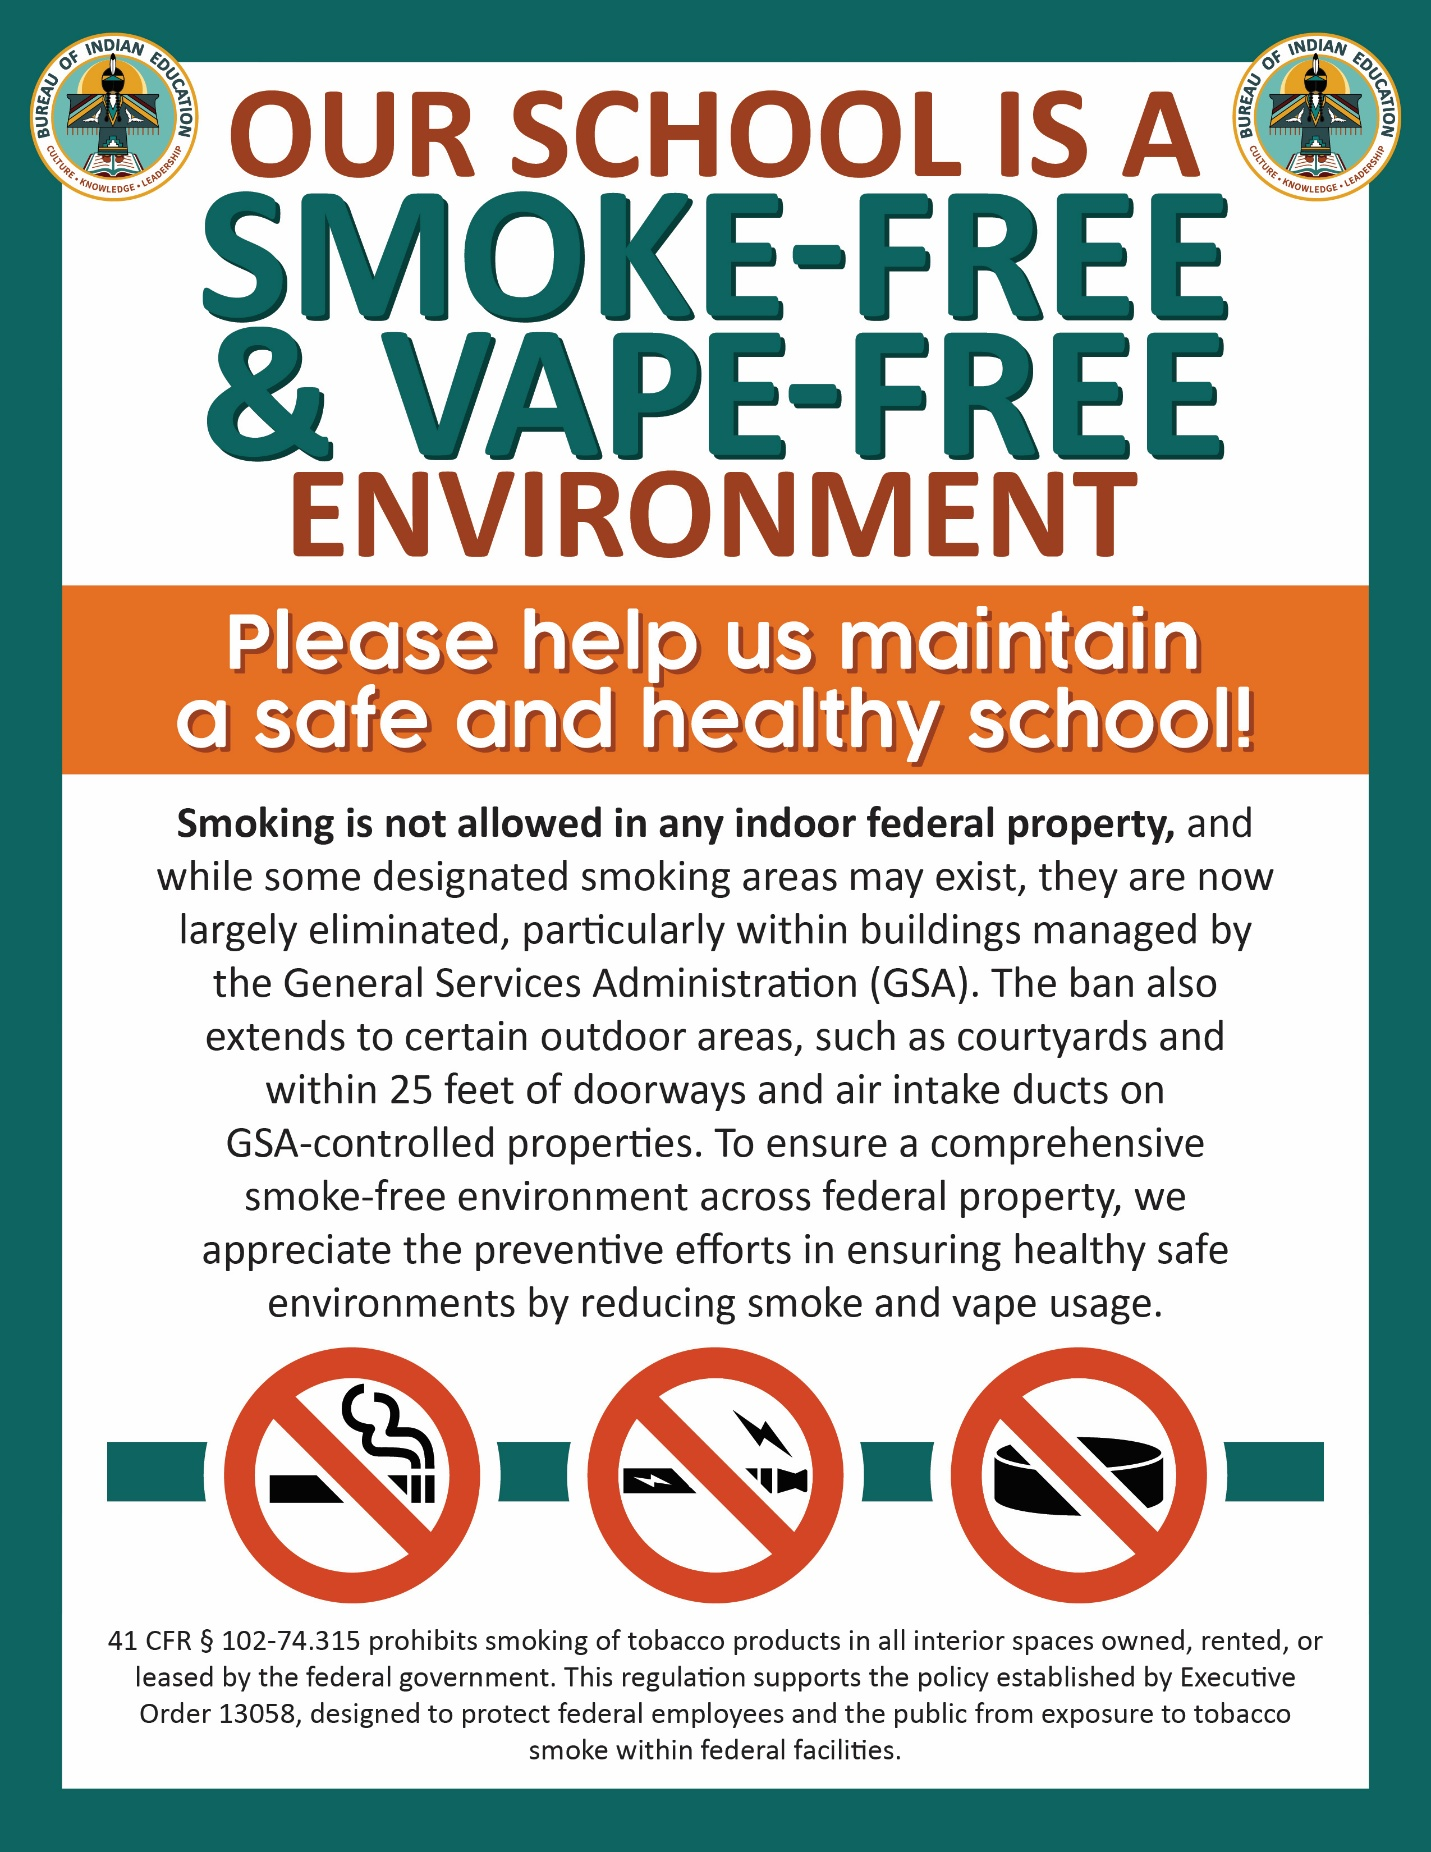 BUREAU OF INDIAN EDUCATION
CULTURE • KNOWLEDGE • LEADERSHIP
BUREAU OF INDIAN EDUCATION
CULTURE • KNOWLEDGE • LEADERSHIP
OUR SCHOOL IS A
SMOKE-FREE
& VAPE-FREE
ENVIRONMENT
Please help us maintain
a safe and healthy school!
Smoking is not allowed in any indoor federal property, and
while some designated smoking areas may exist, they are now
largely eliminated, particularly within buildings managed by
the General Services Administration (GSA). The ban also
extends to certain outdoor areas, such as courtyards and
within 25 feet of doorways and air intake ducts on
GSA-controlled properties. To ensure a comprehensive
smoke-free environment across federal property, we
appreciate the preventive efforts in ensuring healthy safe
environments by reducing smoke and vape usage.
41 CFR § 102-74.315 prohibits smoking of tobacco products in all interior spaces owned, rented, or
leased by the federal government. This regulation supports the policy established by Executive
Order 13058, designed to protect federal employees and the public from exposure to tobacco
smoke within federal facilities.